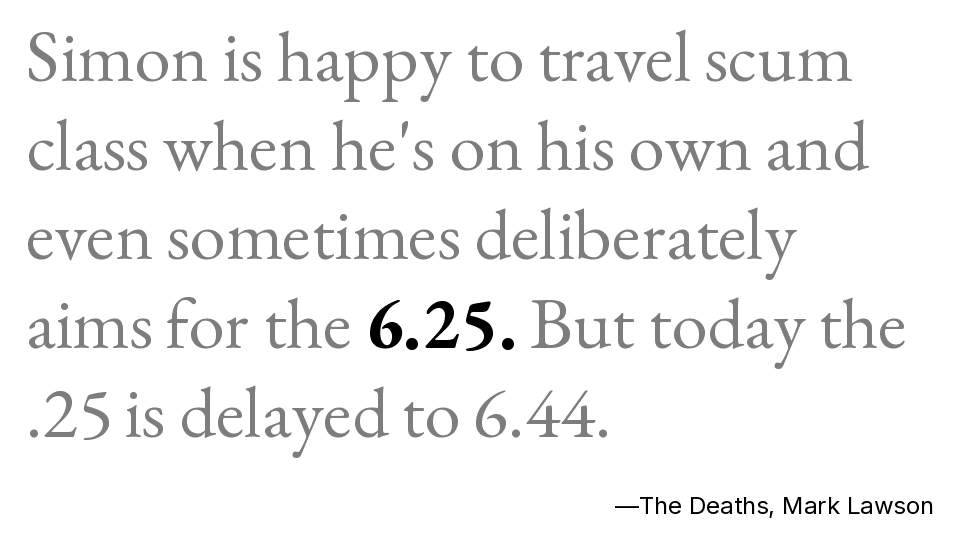 Simon is happy to travel scum
class when he's on his own and
even sometimes deliberately
aims for the 6.25. But today the
.25 is delayed to 6.44.
—The Deaths, Mark Lawson